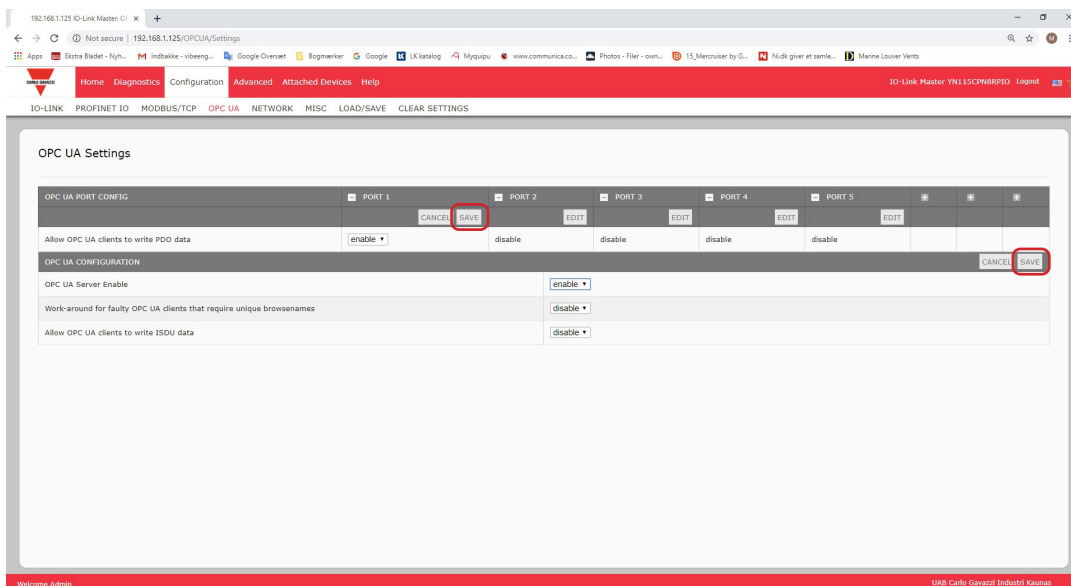 192.168.1.125 IO-Link Master: OP
Not secure | 192.168.1.125/OPCUA/Settings
Apps Ekstra Bladet - Nyh... Indbakke - vibeeng... Google Oversæt Bogmærker Google LK katalog Myquipu www.communica.co... Photos - Filer - own... 15_Mercruiser by G... Ni.dk giver et samle... Marine Louver Vents
CARLO GAVAZZI Home Diagnostics Configuration Advanced Attached Devices Help IO-Link Master YN115CPN8RPIO Logout
IO-LINK PROFINET IO MODBUS/TCP OPC UA NETWORK MISC LOAD/SAVE CLEAR SETTINGS
OPC UA Settings
OPC UA PORT CONFIG PORT 1 PORT 2 PORT 3 PORT 4 PORT 5
CANCEL SAVE EDIT EDIT EDIT EDIT
Allow OPC UA clients to write PDO data enable disable disable disable disable
OPC UA CONFIGURATION CANCEL SAVE
OPC UA Server Enable enable
Work-around for faulty OPC UA clients that require unique browsenames disable
Allow OPC UA clients to write ISDU data disable
Welcome Admin UAB Carlo Gavazzi Industri Kaunas